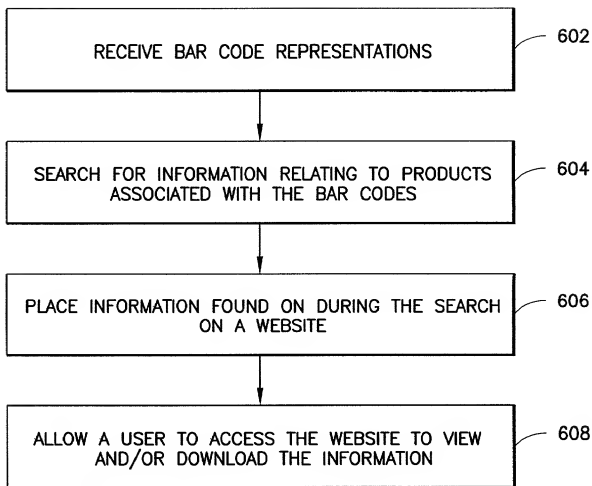 RECEIVE BAR CODE REPRESENTATIONS
602
SEARCH FOR INFORMATION RELATING TO PRODUCTS
ASSOCIATED WITH THE BAR CODES
604
PLACE INFORMATION FOUND ON DURING THE SEARCH
ON A WEBSITE
606
ALLOW A USER TO ACCESS THE WEBSITE TO VIEW
AND/OR DOWNLOAD THE INFORMATION
608